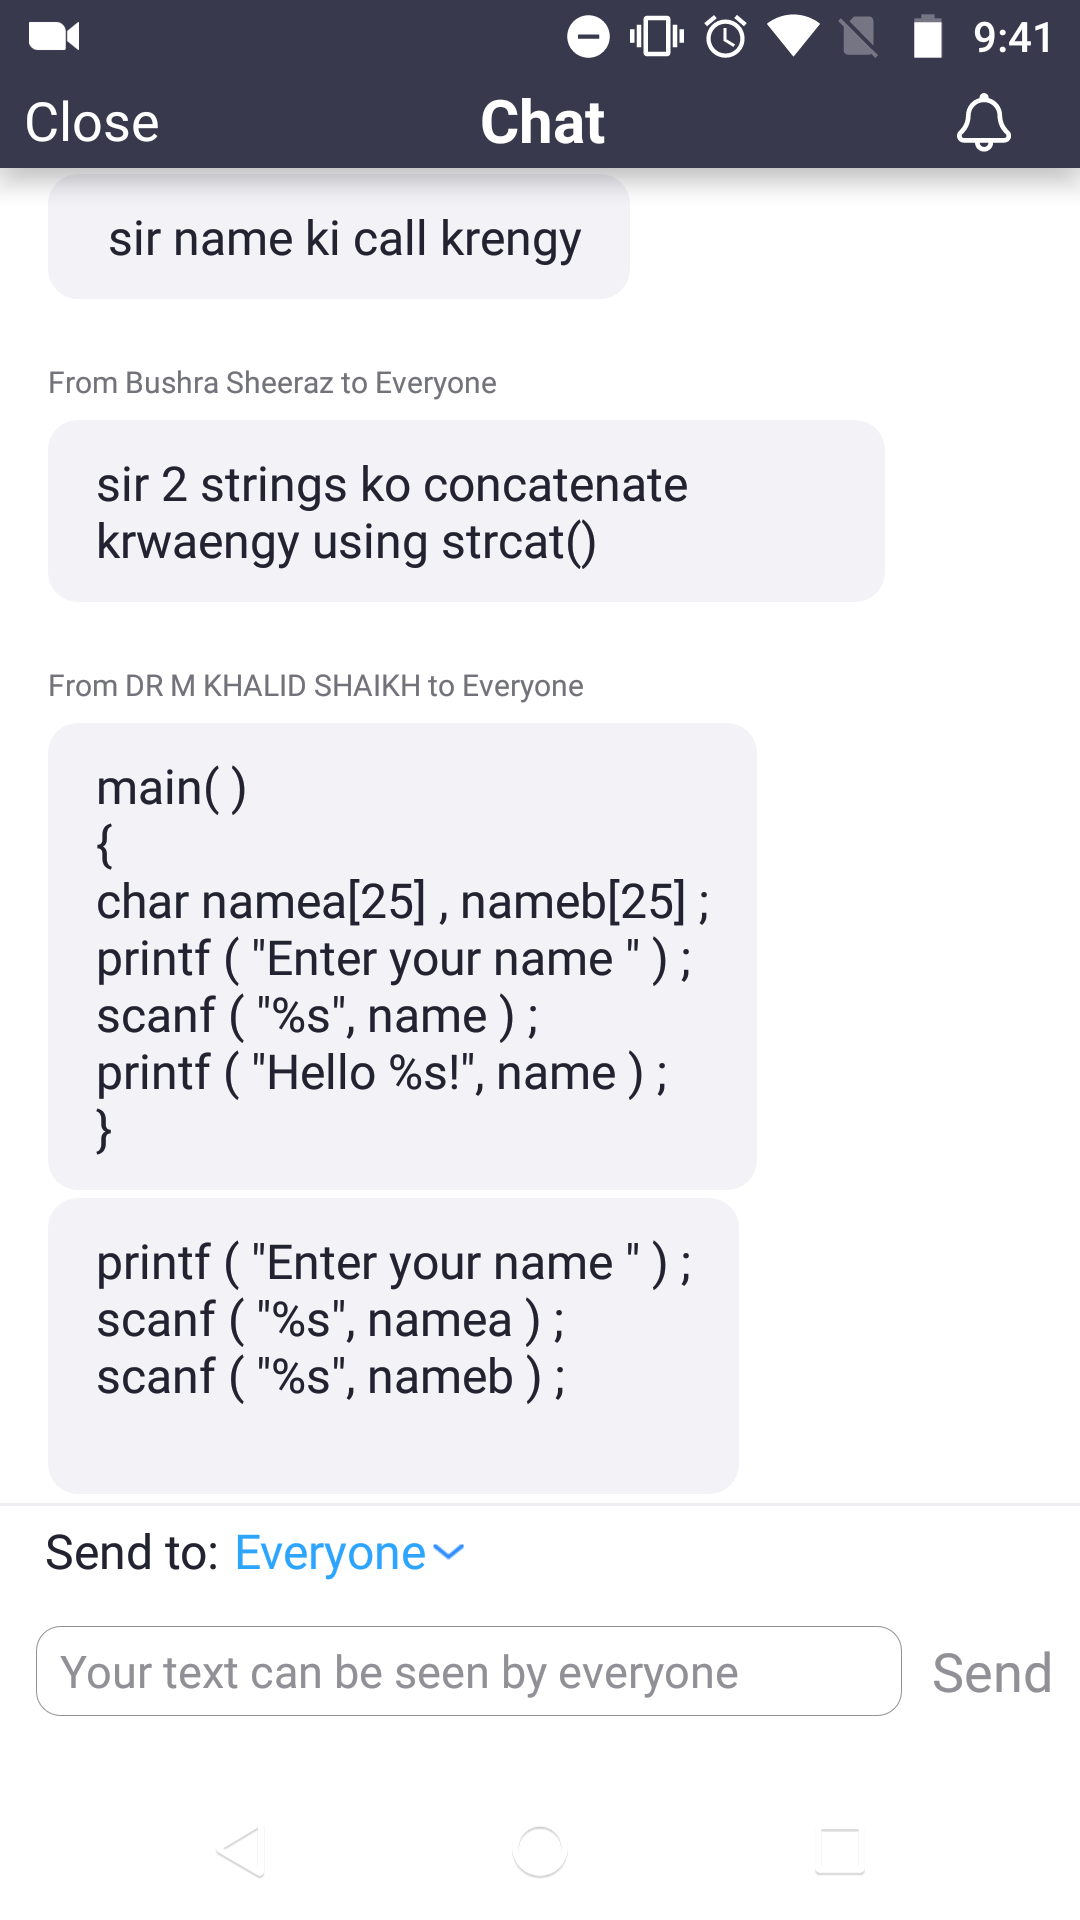 9:41
Close
Chat
sir name ki call krengy
From Bushra Sheeraz to Everyone
sir 2 strings ko concatenate
krwaengy using strcat()
From DR M KHALID SHAIKH to Everyone
main( )
{
char namea[25] , nameb[25] ;
printf ( "Enter your name " ) ;
scanf ( "%s", name ) ;
printf ( "Hello %s!", name ) ;
}
printf ( "Enter your name " ) ;
scanf ( "%s", namea ) ;
scanf ( "%s", nameb ) ;
Send to: Everyone
Your text can be seen by everyone
Send